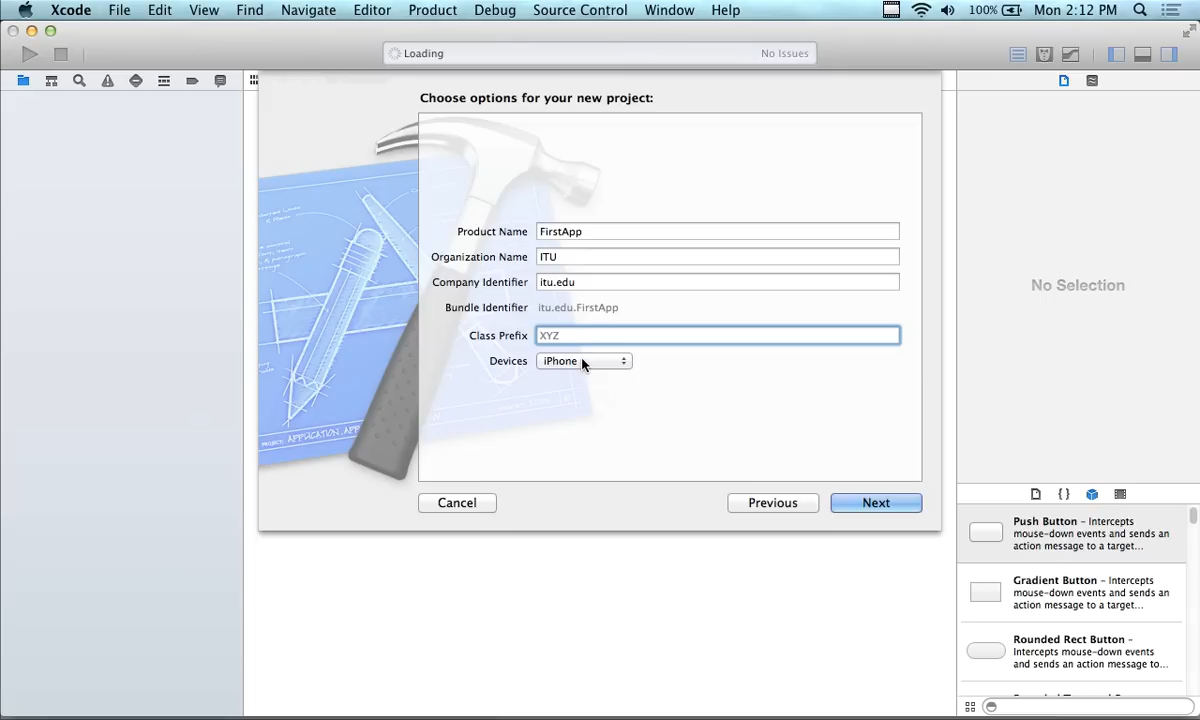 Xcode File Edit View Find Navigate Editor Product Debug Source Control Window Help 100% Mon 2:12 PM
Loading No Issues
Choose options for your new project:
Product Name FirstApp
Organization Name ITU
Company Identifier itu.edu
Bundle Identifier itu.edu.FirstApp
Class Prefix XYZ
Devices iPhone
Cancel Previous Next
No Selection
Push Button – Intercepts
mouse-down events and sends an
action message to a target...
Gradient Button – Intercepts
mouse-down events and sends an
action message to a target...
Rounded Rect Button –
Intercepts mouse-down events
and sends an action message to...